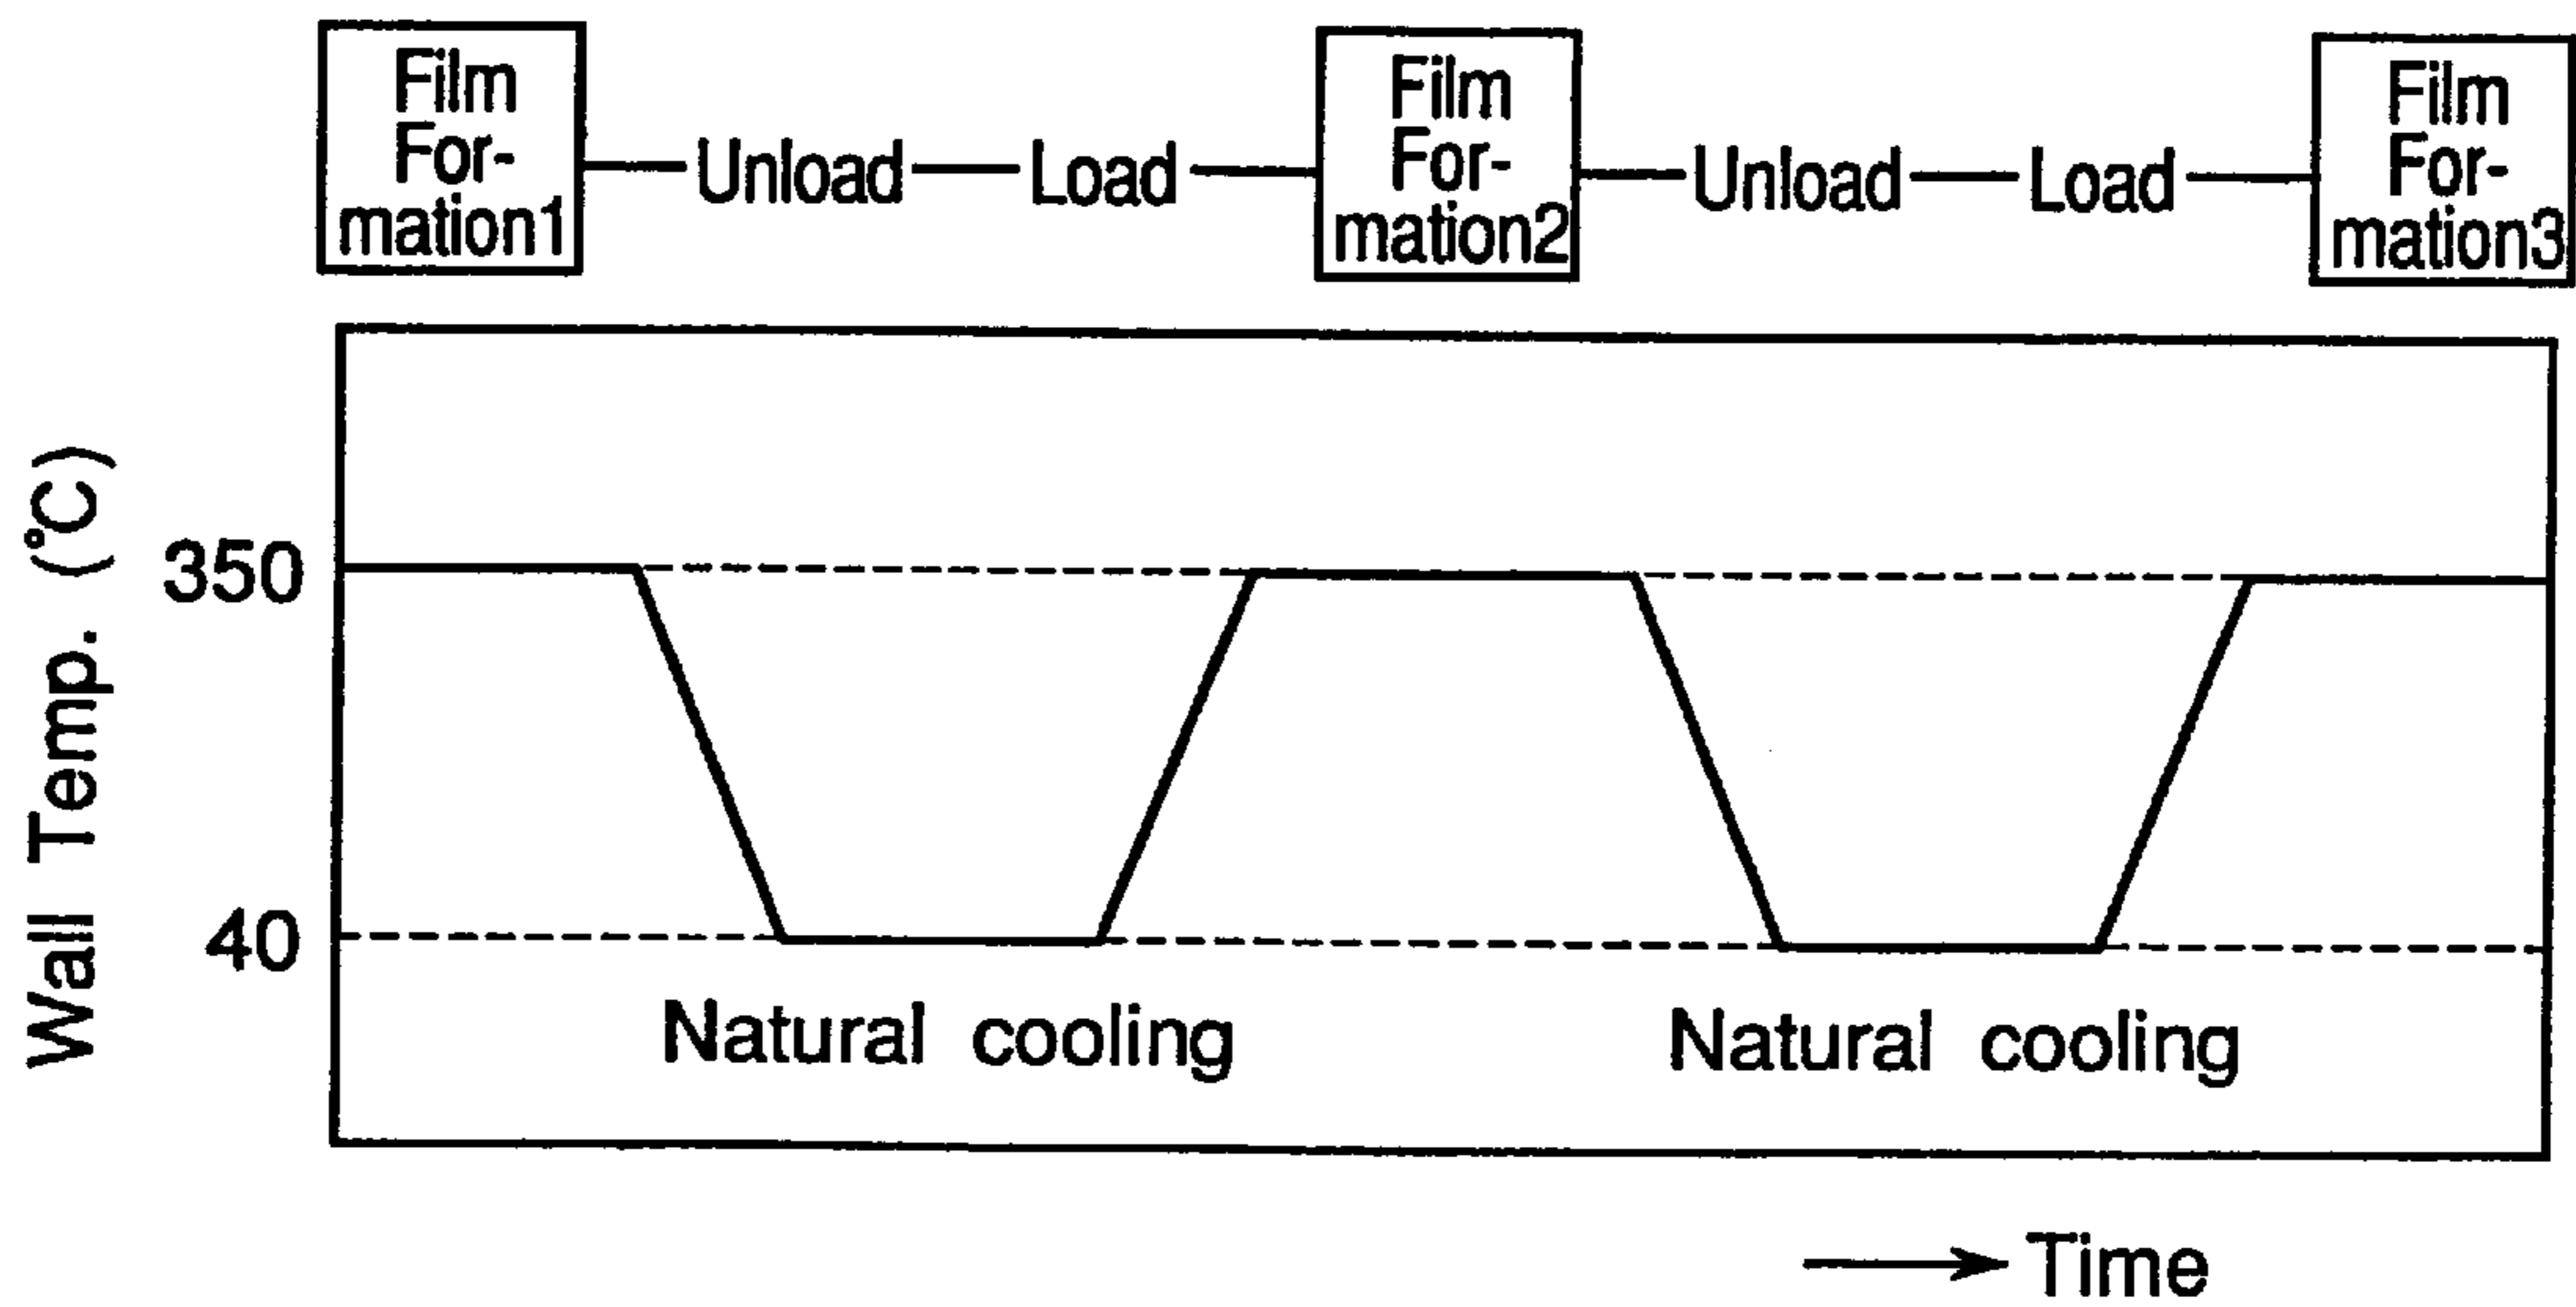 Film
For-
mation1
Unload
Load
Film
For-
mation2
Unload
Load
Film
For-
mation3
Wall Temp. (°C)
350
40
Natural cooling
Natural cooling
Time